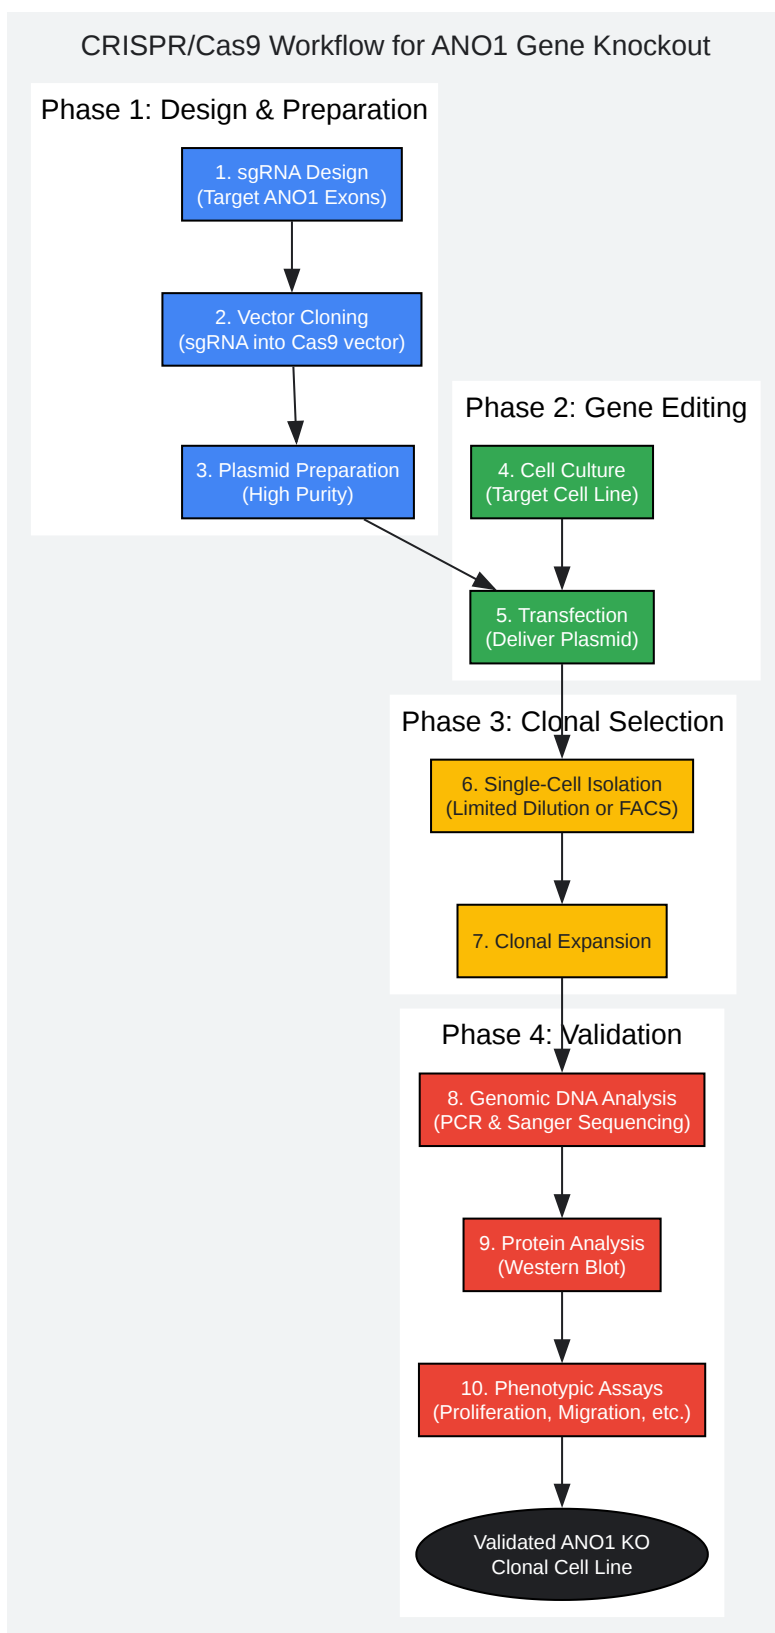 CRISPR/Cas9 Workflow for ANO1 Gene Knockout
Phase 1: Design & Preparation
1. sgRNA Design
(Target ANO1 Exons)
2. Vector Cloning
(sgRNA into Cas9 vector)
3. Plasmid Preparation
(High Purity)
Phase 2: Gene Editing
4. Cell Culture
(Target Cell Line)
5. Transfection
(Deliver Plasmid)
Phase 3: Clonal Selection
6. Single-Cell Isolation
(Limited Dilution or FACS)
7. Clonal Expansion
Phase 4: Validation
8. Genomic DNA Analysis
(PCR & Sanger Sequencing)
9. Protein Analysis
(Western Blot)
10. Phenotypic Assays
(Proliferation, Migration, etc.)
Validated ANO1 KO
Clonal Cell Line